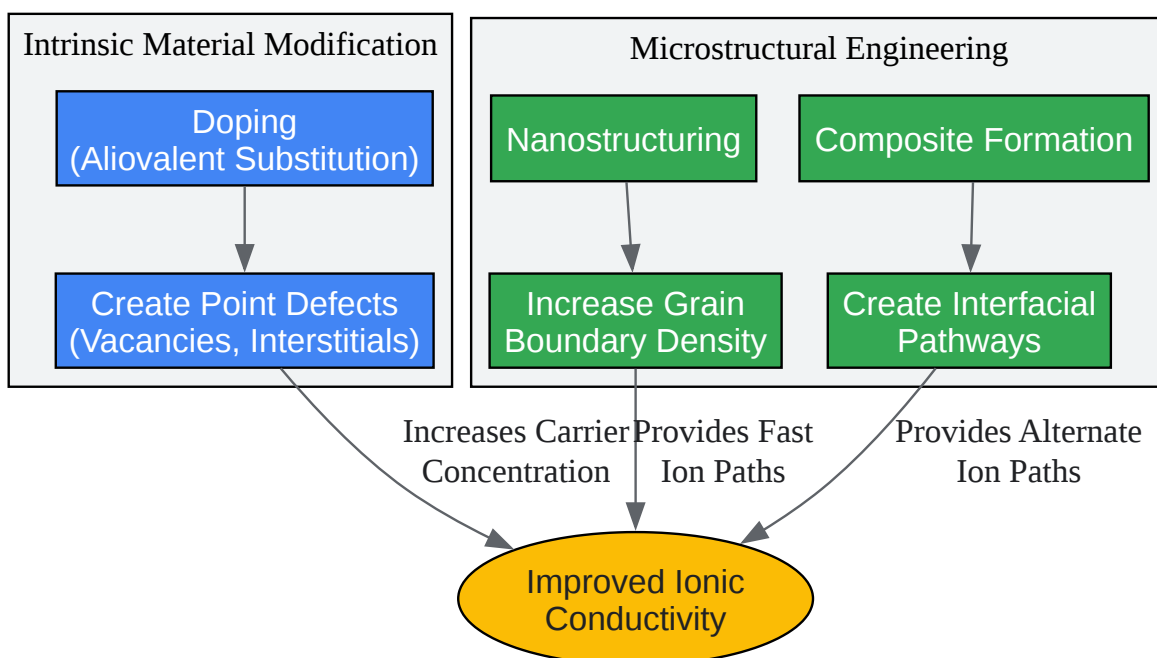 Intrinsic Material Modification
Doping
(Aliovalent Substitution)
Create Point Defects
(Vacancies, Interstitials)
Microstructural Engineering
Nanostructuring
Composite Formation
Increase Grain
Boundary Density
Create Interfacial
Pathways
Increases Carrier
Concentration
Provides Fast
Ion Paths
Provides Alternate
Ion Paths
Improved Ionic
Conductivity